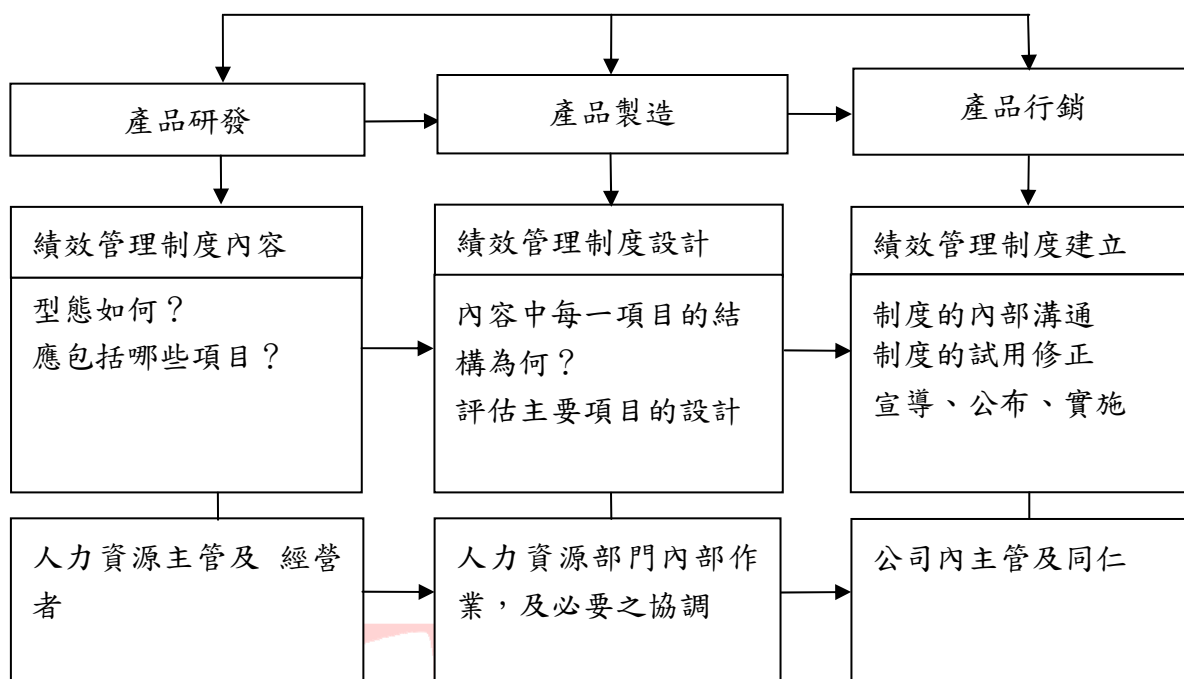 產品研發
產品製造
產品行銷
績效管理制度內容
型態如何？
應包括哪些項目？
績效管理制度設計
內容中每一項目的結
構為何？
評估主要項目的設計
績效管理制度建立
制度的內部溝通
制度的試用修正
宣導、公布、實施
人力資源主管及 經營
者
人力資源部門內部作
業，及必要之協調
公司內主管及同仁